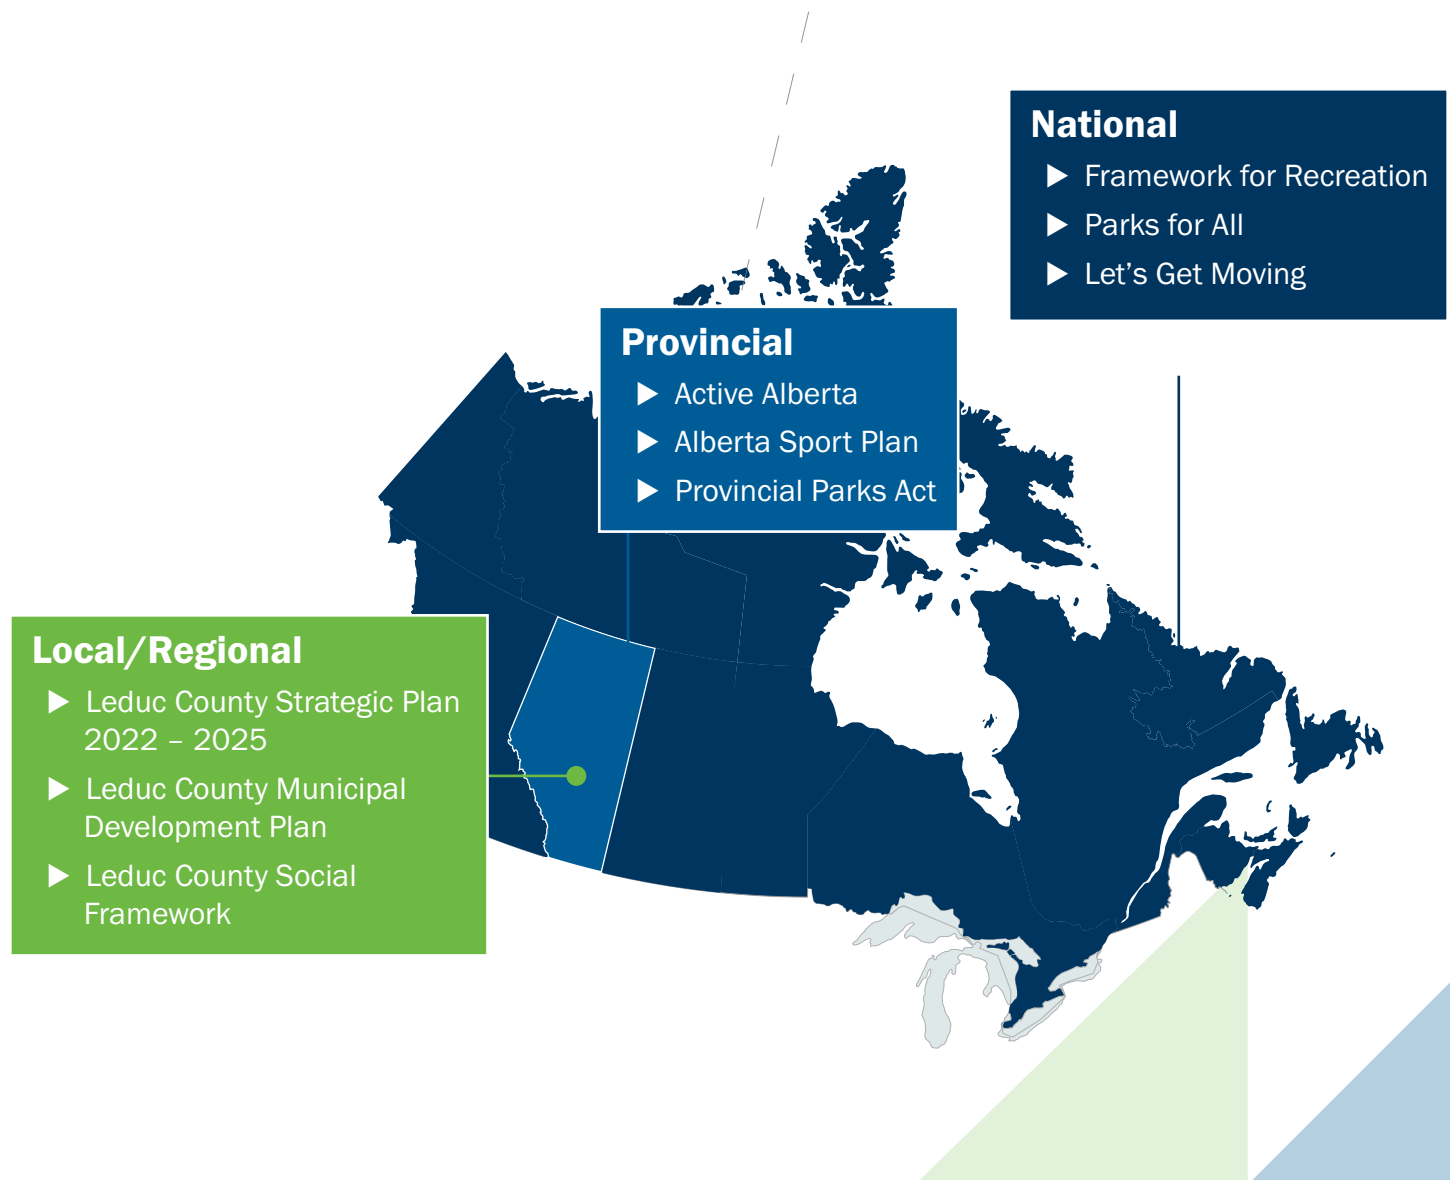 National
▶ Framework for Recreation
▶ Parks for All
▶ Let’s Get Moving
Provincial
▶ Active Alberta
▶ Alberta Sport Plan
▶ Provincial Parks Act
Local/Regional
▶ Leduc County Strategic Plan
2022 – 2025
▶ Leduc County Municipal
Development Plan
▶ Leduc County Social
Framework